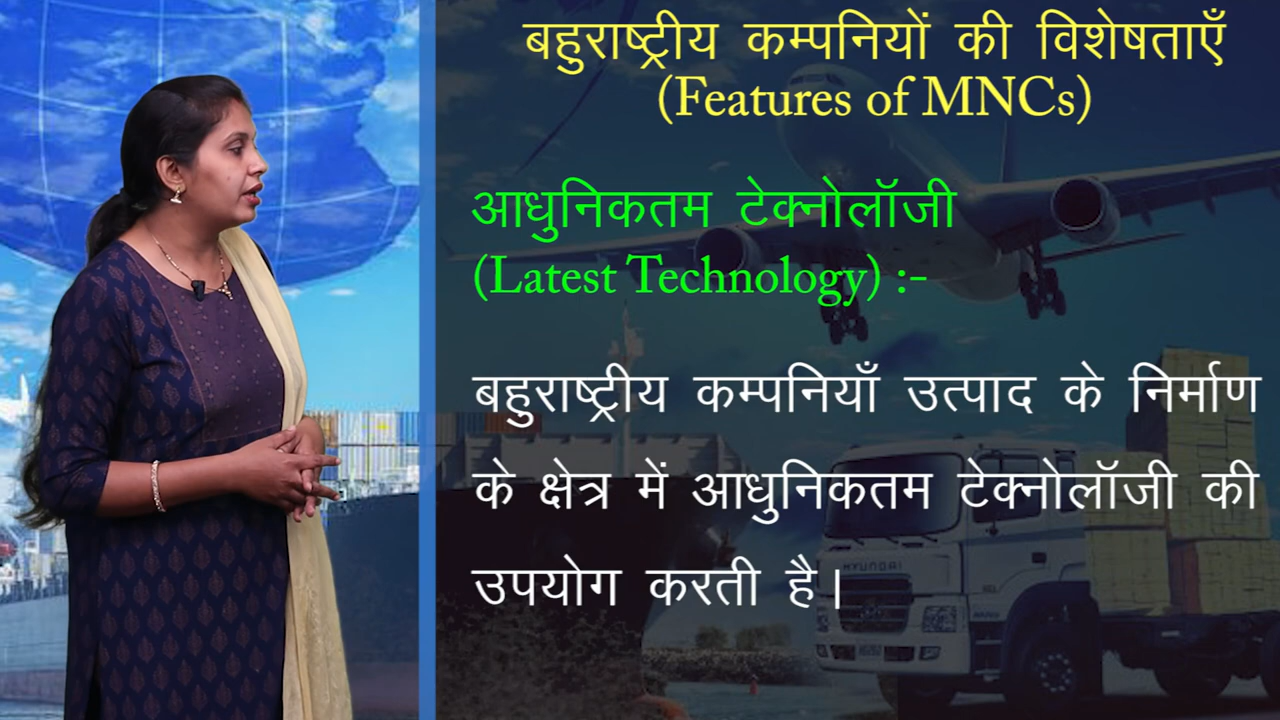 बहुराष्ट्रीय कम्पनियों की विशेषताएँ
(Features of MNCs)
आधुनिकतम टेक्नोलॉजी
(Latest Technology) :-
बहुराष्ट्रीय कम्पनियाँ उत्पाद के निर्माण
के क्षेत्र में आधुनिकतम टेक्नोलॉजी की
उपयोग करती है।
HYUNDAI